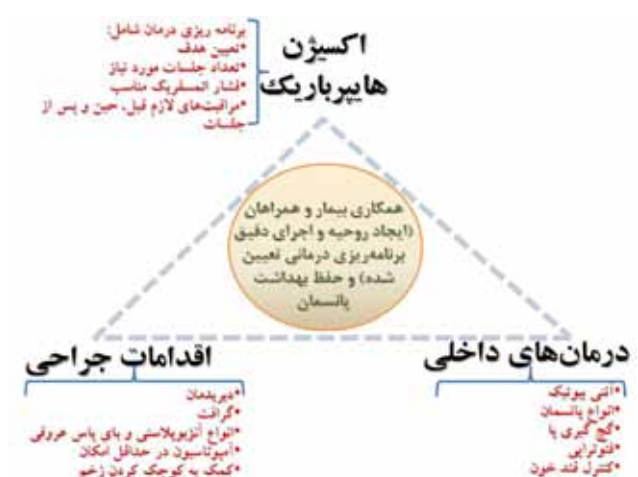 اکسیژن
هایپرباریک
برنامه ریزی درمان شامل:
•تعیین هدف
•تعداد جلسات مورد نیاز
•فشار اتمسفریک مناسب
•مراقبت‌های لازم قبل، حین و پس از
جلسات
همکاری بیمار و همراهان
(ایجاد روحیه و اجرای دقیق
برنامه‌ریزی درمانی تعیین
شده) و حفظ بهداشت
پانسمان
درمان‌های داخلی
•آنتی بیوتیک
•انواع پانسمان
•گچ گیری پا
•فتوتراپی
•کنترل قند خون
اقدامات جراحی
•دبریدمان
•گرافت
•انواع آنژیوپلاستی و بای پاس عروقی
•آمپوتاسیون در حداقل امکان
•کمک به کوچک کردن زخم